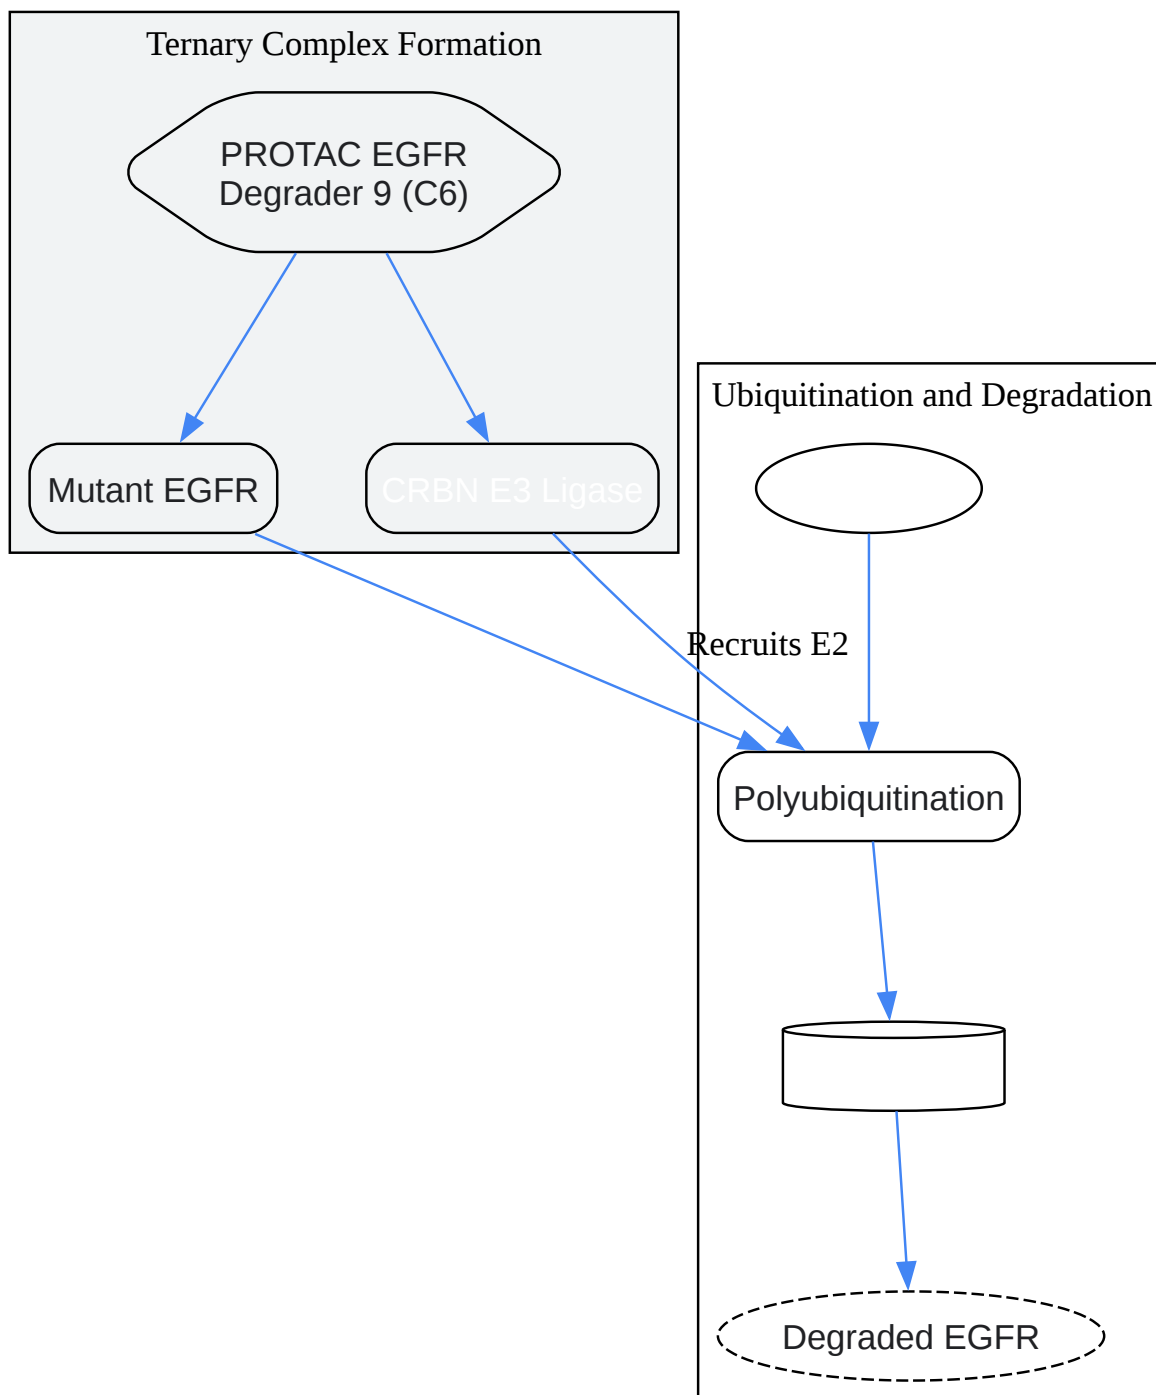 Ternary Complex Formation
PROTAC EGFR
Degrader 9 (C6)
Mutant EGFR
CRBN E3 Ligase
Ubiquitination and Degradation
Recruits E2
Polyubiquitination
Degraded EGFR